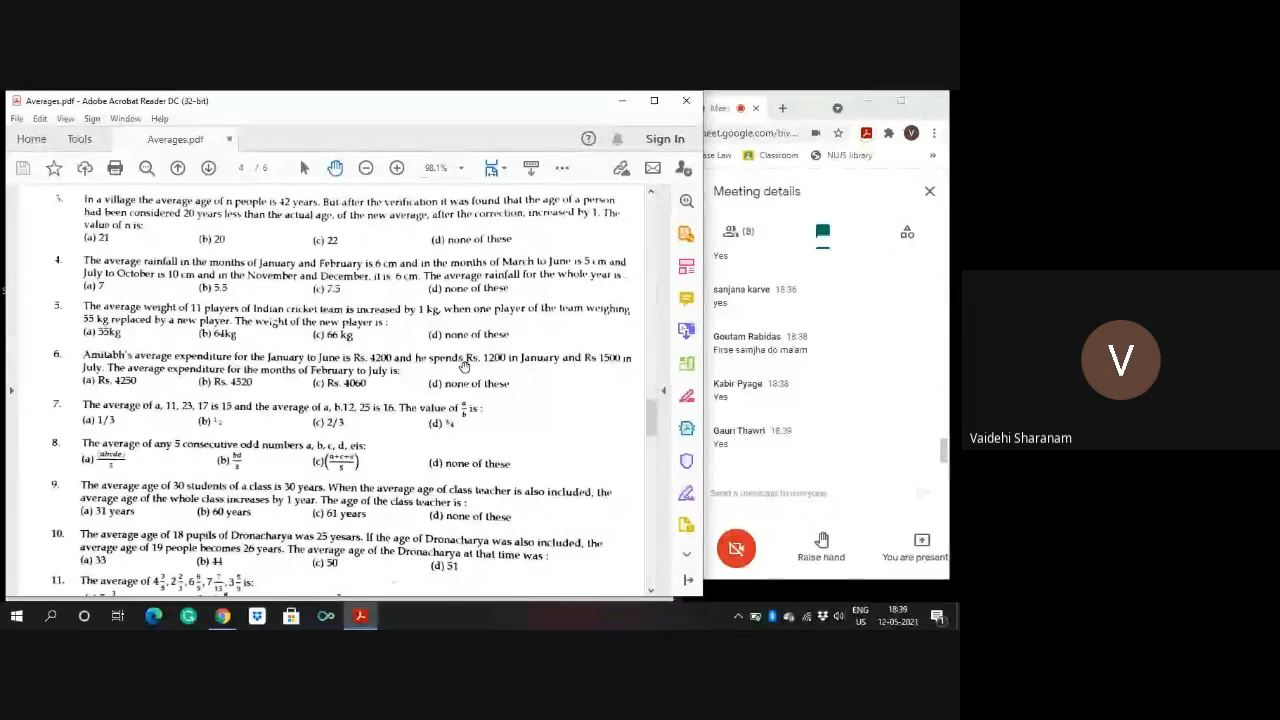 Averages.pdf - Adobe Acrobat Reader DC (32-bit)
File Edit View Sign Window Help
Home Tools Averages.pdf Sign In
4 / 6 98.1%
3. In a village the average age of n people is 42 years. But after the verification it was found that the age of a person
had been considered 20 years less than the actual age, of the new average, after the correction, increased by 1. The
value of n is:
(a) 21 (b) 20 (c) 22 (d) none of these
4. The average rainfall in the months of January and February is 6 cm and in the months of March to June is 5 cm and
July to October is 10 cm and in the November and December, it is 6 cm. The average rainfall for the whole year is
(a) 7 (b) 5.5 (c) 7.5 (d) none of these
5. The average weight of 11 players of Indian cricket team is increased by 1 kg, when one player of the team weighing
55 kg replaced by a new player. The weight of the new player is :
(a) 55kg (b) 64kg (c) 66 kg (d) none of these
6. Amitabh's average expenditure for the January to June is Rs. 4200 and he spends Rs. 1200 in January and Rs 1500 in
July. The average expenditure for the months of February to July is:
(a) Rs. 4250 (b) Rs. 4520 (c) Rs. 4060 (d) none of these
7. The average of a, 11, 23, 17 is 15 and the average of a, b.12, 25 is 16. The value of a/b is :
(a) 1/3 (b) 1/2 (c) 2/3 (d) 3/4
8. The average of any 5 consecutive odd numbers a, b, c, d, eis:
(a) (abcde)/5 (b) bd/3 (c) (a+c+d/5) (d) none of these
9. The average age of 30 students of a class is 30 years. When the average age of class teacher is also included, the
average age of the whole class increases by 1 year. The age of the class teacher is :
(a) 31 years (b) 60 years (c) 61 years (d) none of these
10. The average age of 18 pupils of Dronacharya was 25 yesars. If the age of Dronacharya was also included, the
average age of 19 people becomes 26 years. The average age of the Dronacharya at that time was :
(a) 33 (b) 44 (c) 50 (d) 51
11. The average of
is:
Meet
meet.google.com/biv...
ase Law Classroom NUJS library
Meeting details
(8)
Yes
sanjana karve 18:36
yes
Goutam Rabidas 18:38
Firse samjha do ma'am
Kabir Pyage 18:38
Yes
Gauri Thawri 18:39
Yes
Send a message to everyone
Raise hand
You are present
V
Vaidehi Sharanam
ENG
US
18:39
12-05-2021